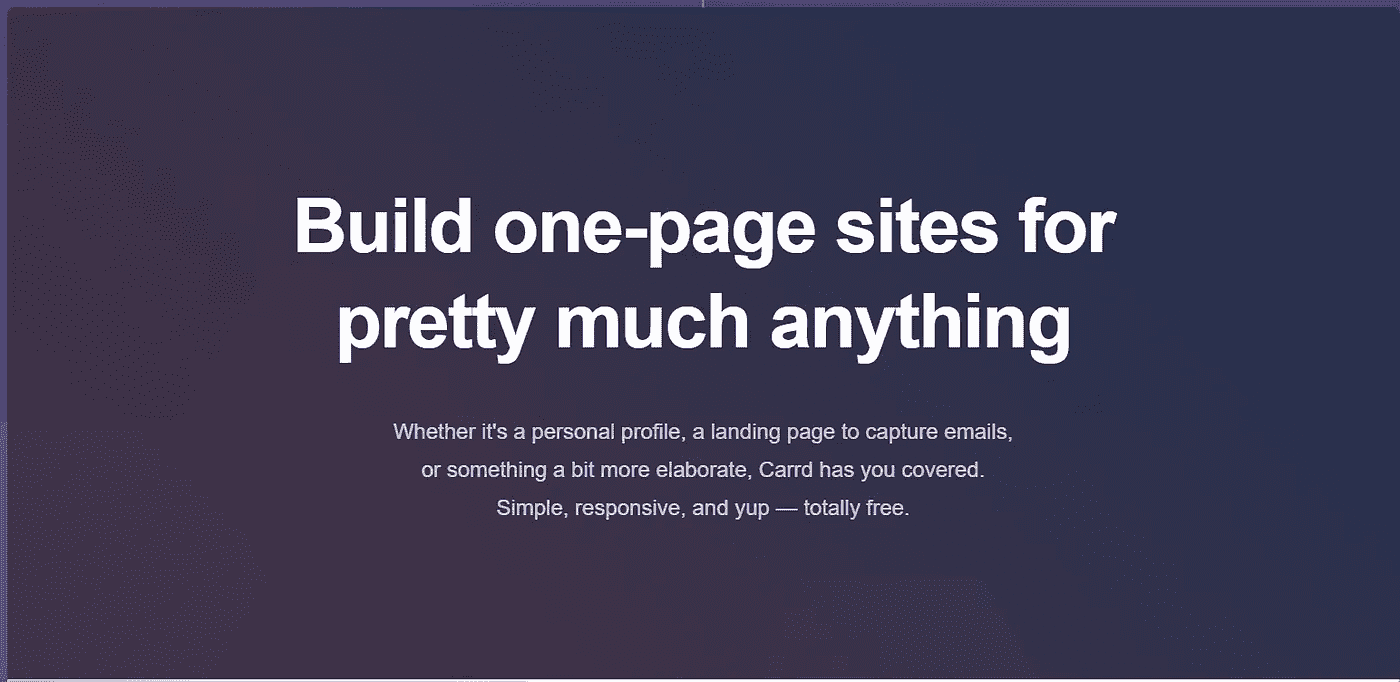 Build one-page sites for
pretty much anything
Whether it's a personal profile, a landing page to capture emails,
or something a bit more elaborate, Carrd has you covered.
Simple, responsive, and yup — totally free.